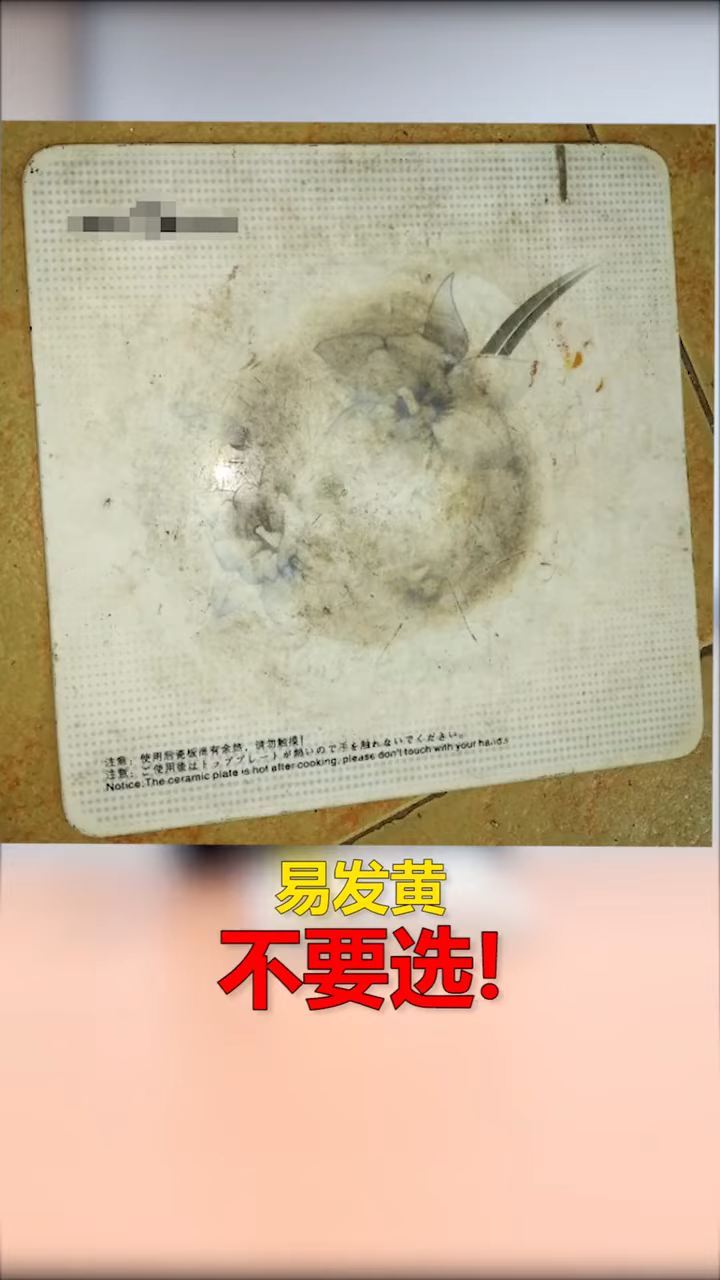 注意：使用后瓷板尚有余热，请勿触摸！
注意：ご使用後はトッププレートが熱いので手を触れないでください。
Notice.The ceramic plate is hot after cooking, please don't touch with your hands
易发黄
不要选!